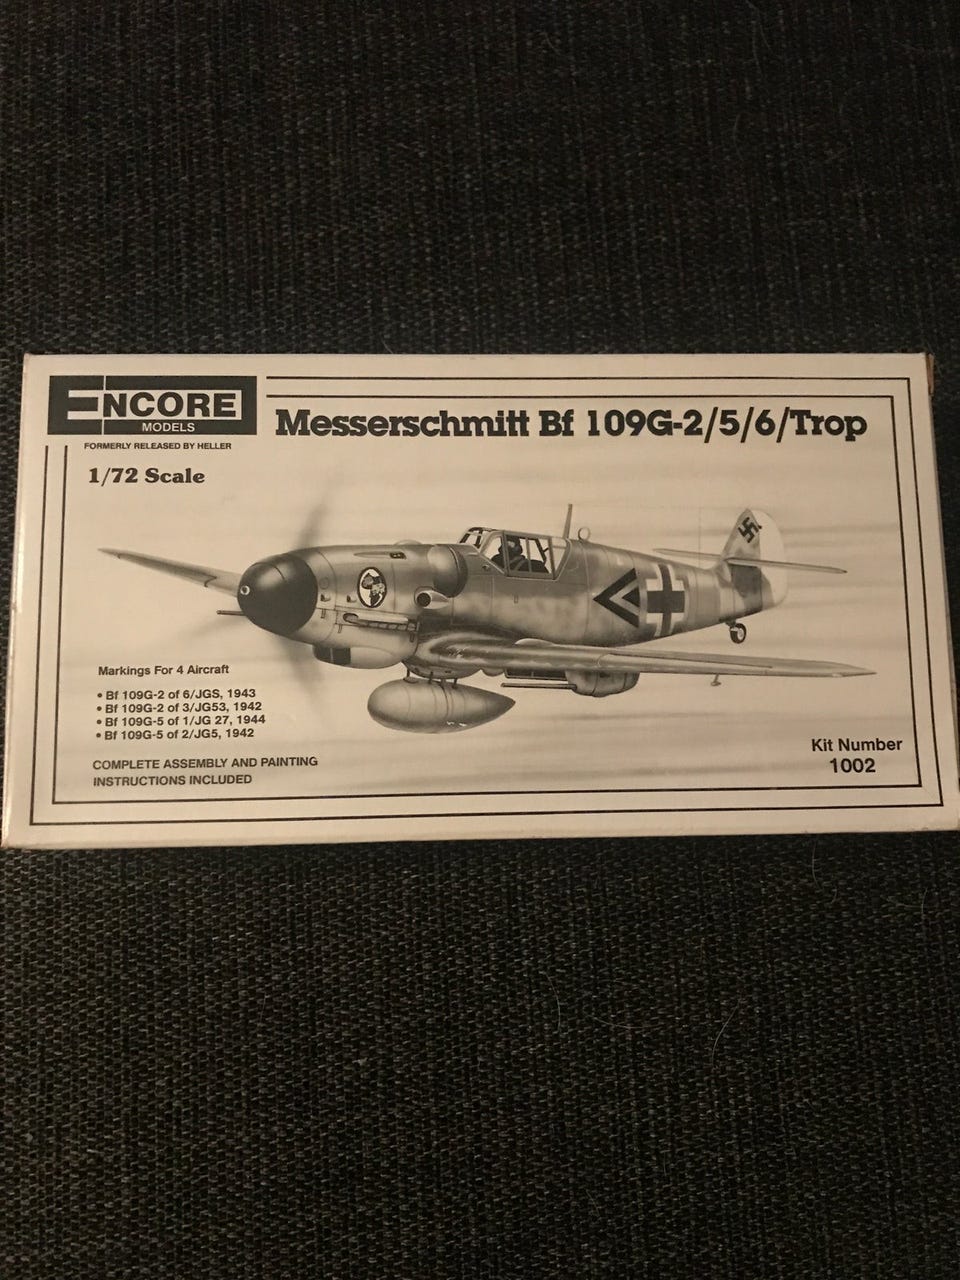 ENCORE
MODELS
FORMERLY RELEASED BY HELLER
Messerschmitt Bf 109G-2/5/6/Trop
1/72 Scale
Markings For 4 Aircraft
• Bf 109G-2 of 6/JGS, 1943
• Bf 109G-2 of 3/JG53, 1942
• Bf 109G-5 of 1/JG 27, 1944
• Bf 109G-5 of 2/JG5, 1942
COMPLETE ASSEMBLY AND PAINTING
INSTRUCTIONS INCLUDED
Kit Number
1002